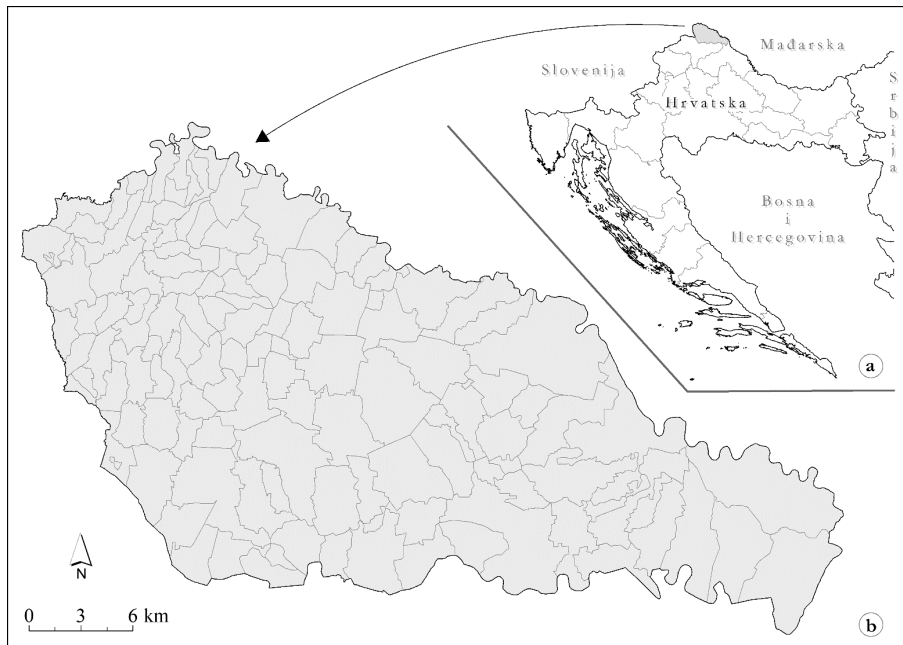 Mađarska
Slovenija
S
r
b
i
j
a
Hrvatska
Bosna
i
Hercegovina
a
N
0 3 6 km
b